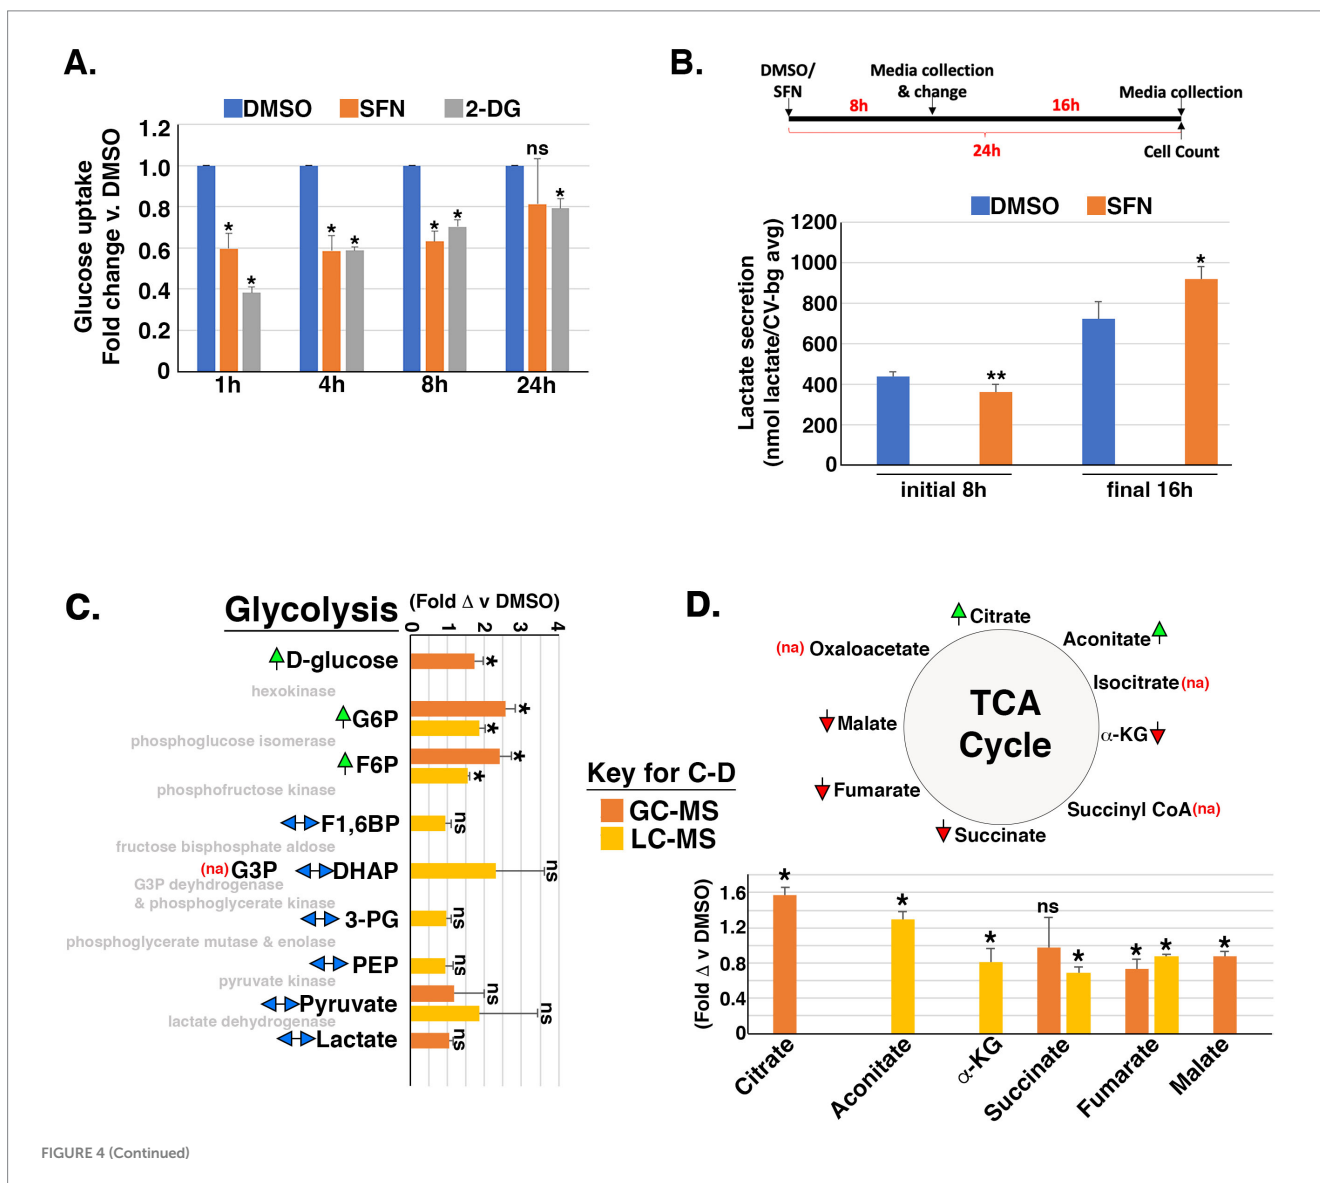 A.
DMSO SFN 2-DG
Glucose uptake
Fold change v. DMSO
1.2
1.0
0.8
0.6
0.4
0.2
0
* * * * * * ns *
1h 4h 8h 24h
B.
DMSO/
SFN
Media collection
& change
Media collection
8h 16h
24h
Cell Count
DMSO SFN
Lactate secretion
(nmol lactate/CV-bg avg)
1200
1000
800
600
400
200
0
** *
initial 8h final 16h
C.
Glycolysis
(Fold Δ v DMSO)
0 1 2 3 4
D-glucose *
hexokinase
G6P * *
phosphoglucose isomerase
F6P * *
phosphofructose kinase
F1,6BP ns
fructose bisphosphate aldose
(na) G3P DHAP ns
G3P deyhdrogenase
& phosphoglycerate kinase
3-PG ns
phosphoglycerate mutase & enolase
PEP ns
pyruvate kinase
Pyruvate ns ns
lactate dehydrogenase
Lactate ns
Key for C-D
GC-MS
LC-MS
D.
TCA
Cycle
Citrate
Aconitate
Isocitrate (na)
α-KG
Succinyl CoA (na)
Succinate
Fumarate
Malate
(na) Oxaloacetate
(Fold Δ v DMSO)
1.6
1.2
0.8
0.4
0
* * * ns * * * *
Citrate Aconitate α-KG Succinate Fumarate Malate
FIGURE 4 (Continued)